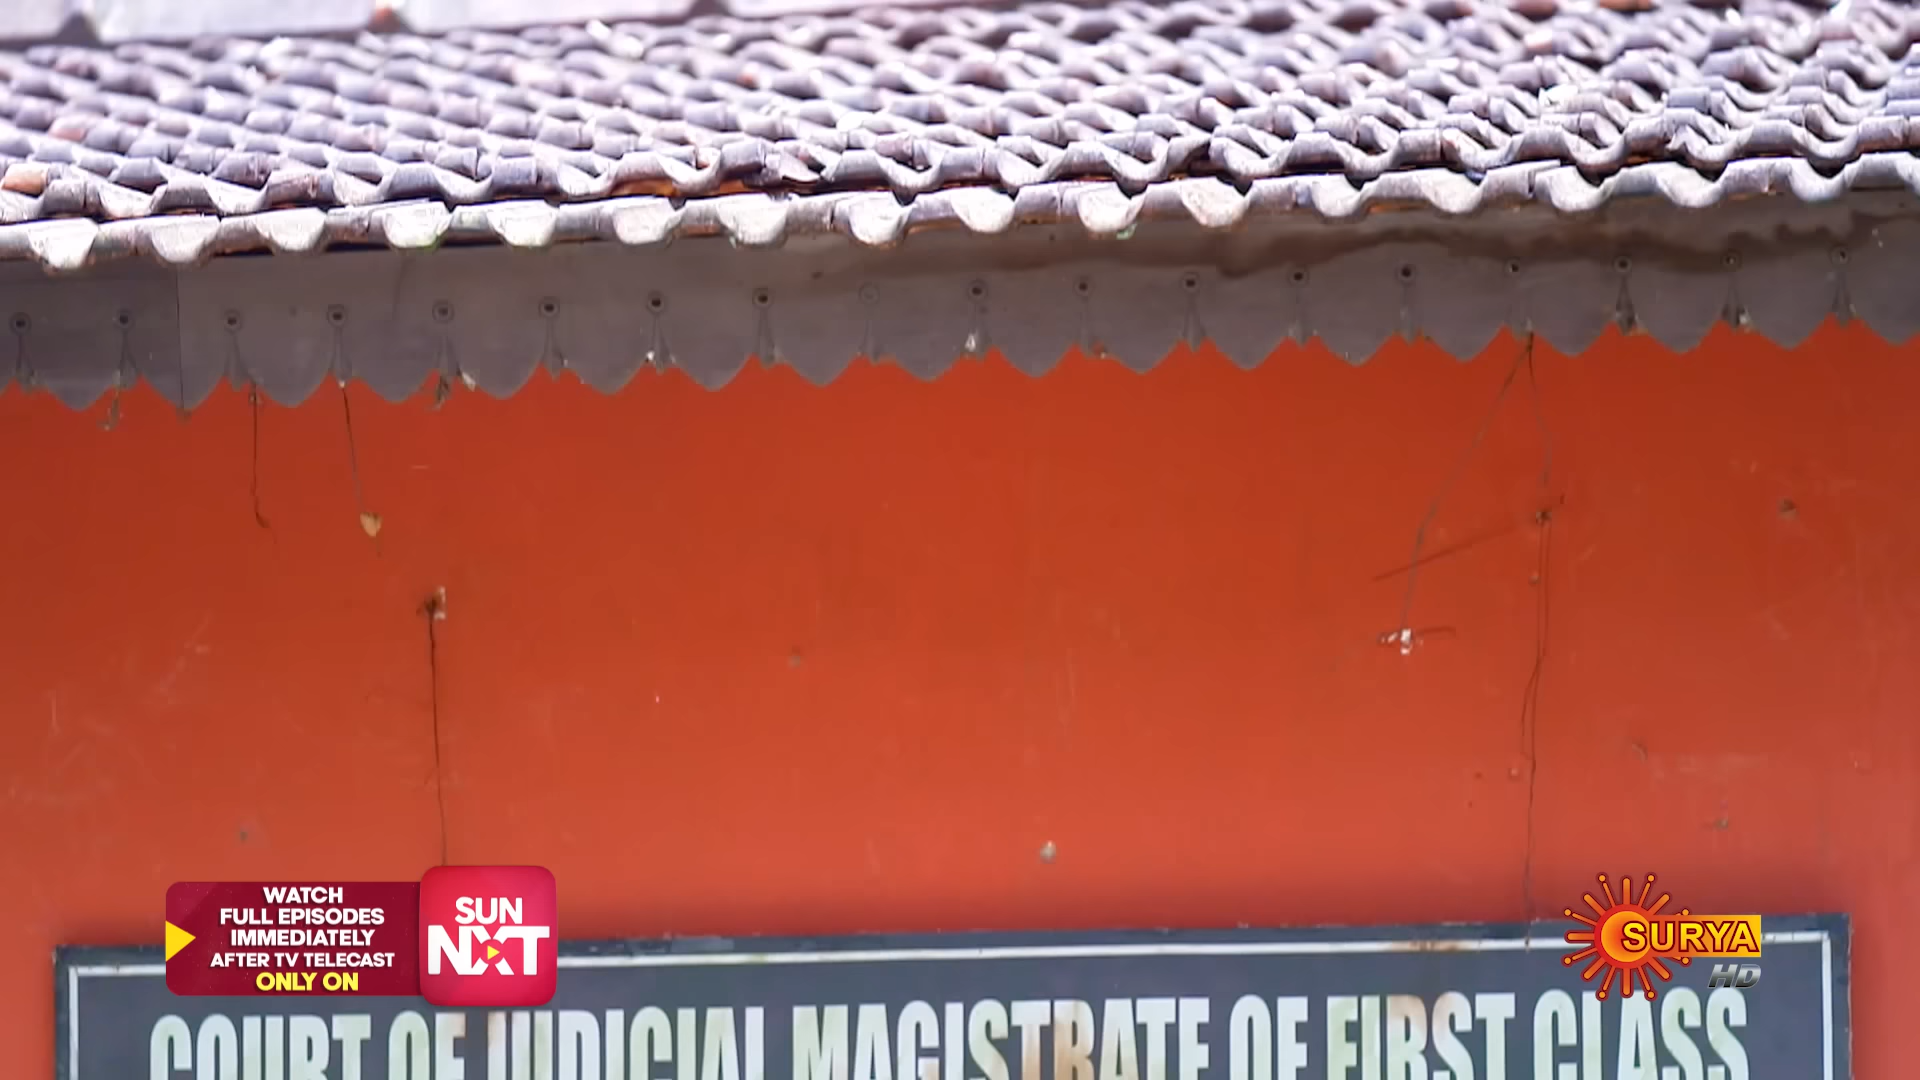 WATCH
FULL EPISODES
IMMEDIATELY
AFTER TV TELECAST
ONLY ON
SUN
NXT
SURYA
HD
COURT OF JUDICIAL MAGISTRATE OF FIRST CLASS